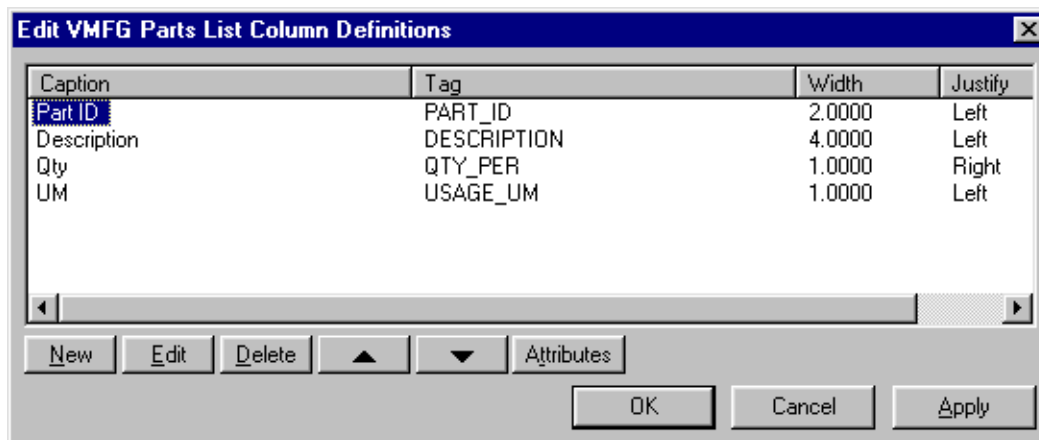 Edit VMFG Parts List Column Definitions
Caption Tag Width Justify
Part ID PART_ID 2.0000 Left
Description DESCRIPTION 4.0000 Left
Qty QTY_PER 1.0000 Right
UM USAGE_UM 1.0000 Left
New Edit Delete Attributes
OK Cancel Apply